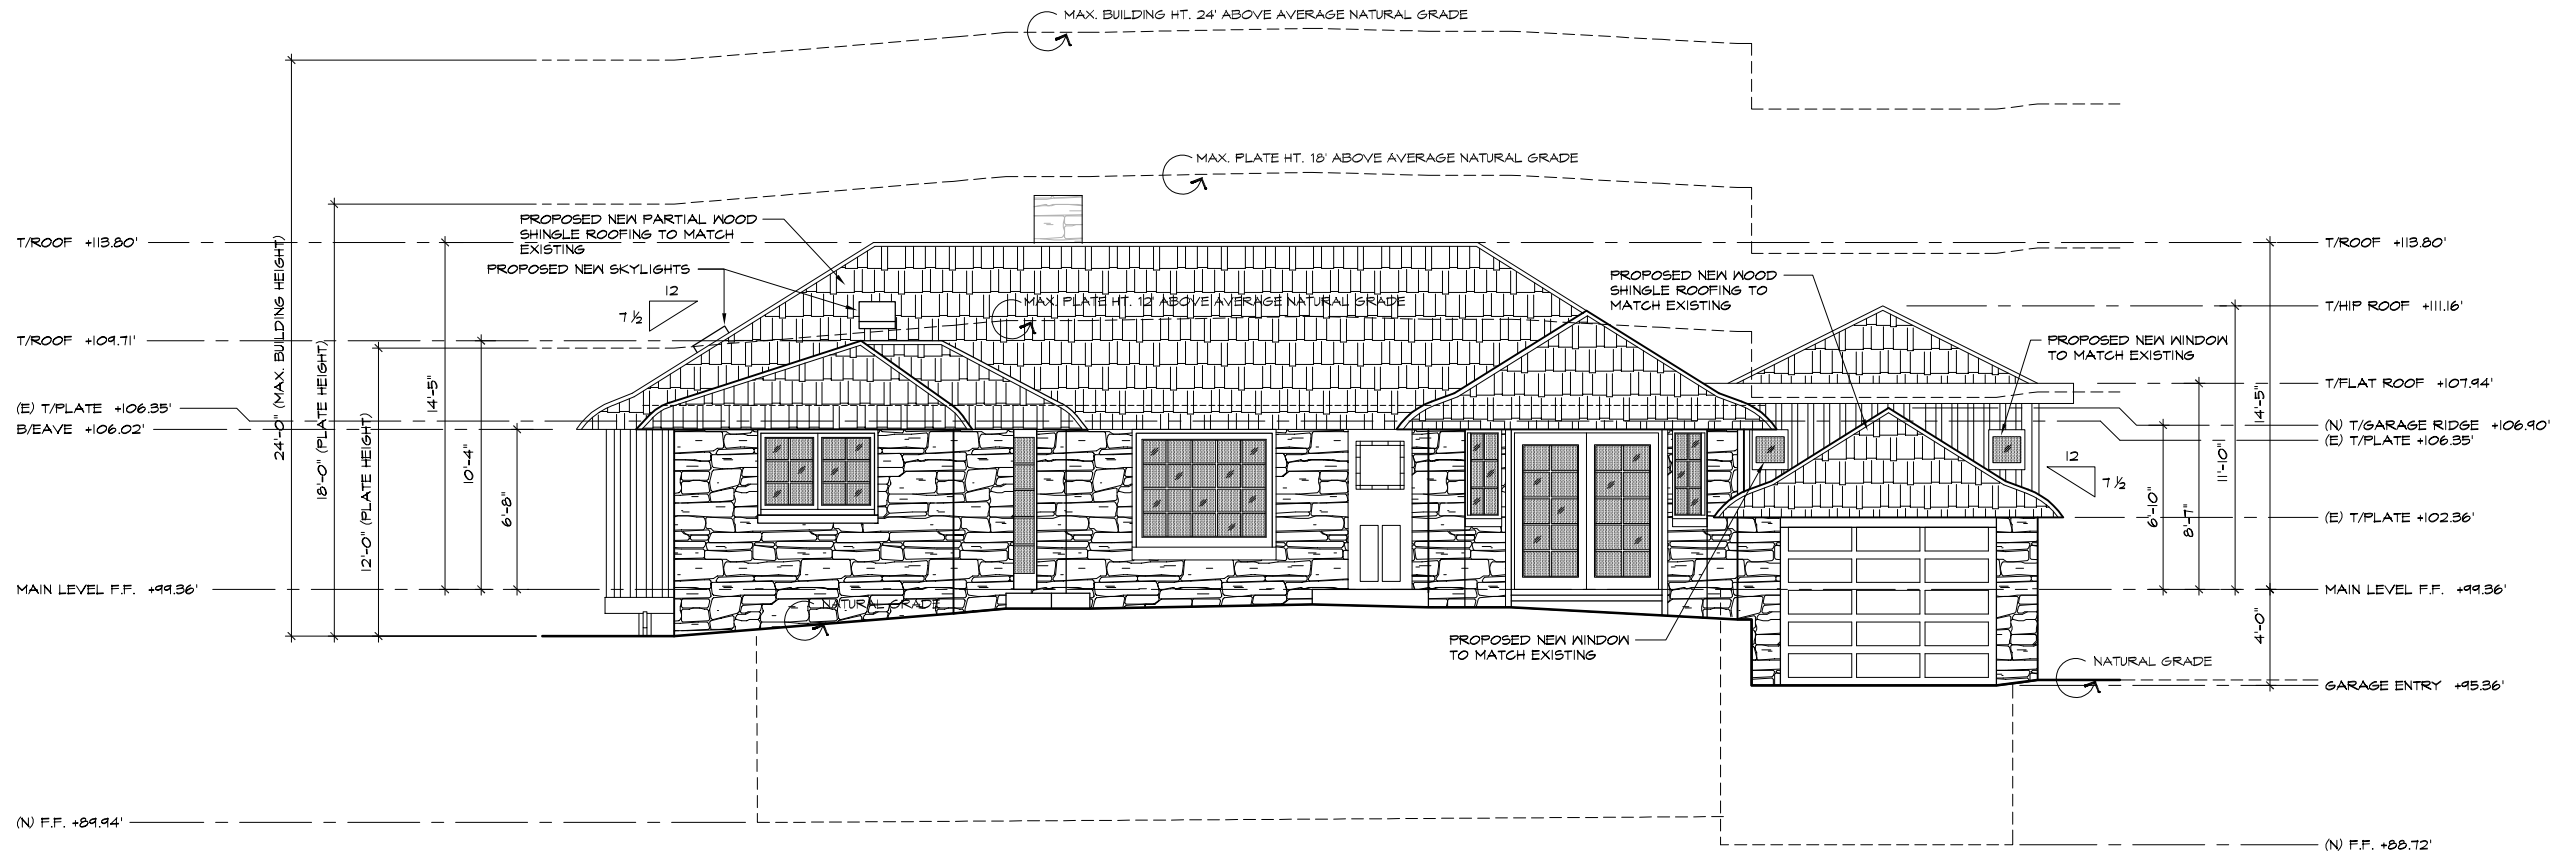 MAX. BUILDING HT. 24' ABOVE AVERAGE NATURAL GRADE
MAX. PLATE HT. 18' ABOVE AVERAGE NATURAL GRADE
PROPOSED NEW PARTIAL WOOD
SHINGLE ROOFING TO MATCH
EXISTING
PROPOSED NEW SKYLIGHTS
12
7 1/2
MAX. PLATE HT. 12' ABOVE AVERAGE NATURAL GRADE
PROPOSED NEW WOOD
SHINGLE ROOFING TO
MATCH EXISTING
PROPOSED NEW WINDOW
TO MATCH EXISTING
T/ROOF +113.80'
T/ROOF +109.71'
(E) T/PLATE +106.35'
B/EAVE +106.02'
MAIN LEVEL F.F. +99.36'
(N) F.F. +89.94'
24'-0" (MAX. BUILDING HEIGHT)
18'-0" (PLATE HEIGHT)
12'-0" (PLATE HEIGHT)
14'-5"
10'-4"
6'-8"
NATURAL GRADE
PROPOSED NEW WINDOW
TO MATCH EXISTING
12
7 1/2
6'-10"
8'-7"
11'-10"
14'-5"
4'-0"
NATURAL GRADE
T/ROOF +113.80'
T/HIP ROOF +111.16'
T/FLAT ROOF +107.94'
(N) T/GARAGE RIDGE +106.90'
(E) T/PLATE +106.35'
(E) T/PLATE +102.36'
MAIN LEVEL F.F. +99.36'
GARAGE ENTRY +95.36'
(N) F.F. +88.72'